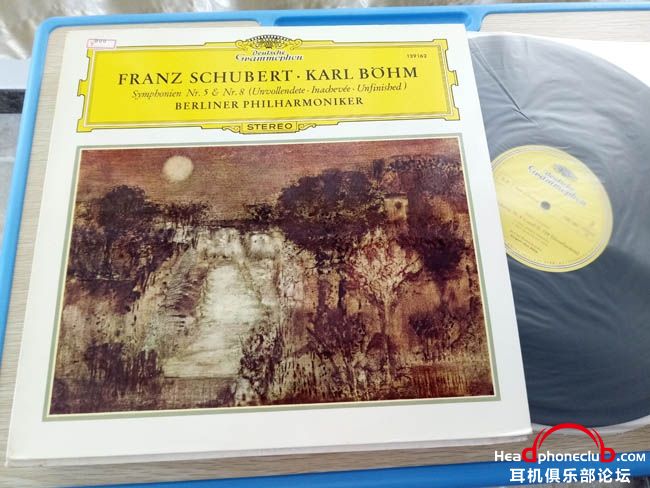 Deutsche
Grammophon
139162
FRANZ SCHUBERT · KARL BÖHM
Symphonien Nr. 5 & Nr. 8 (Unvollendete · Inachevée · Unfinished)
BERLINER PHILHARMONIKER
STEREO
Deutsche
Grammophon
Headphoneclub.com
耳机俱乐部论坛